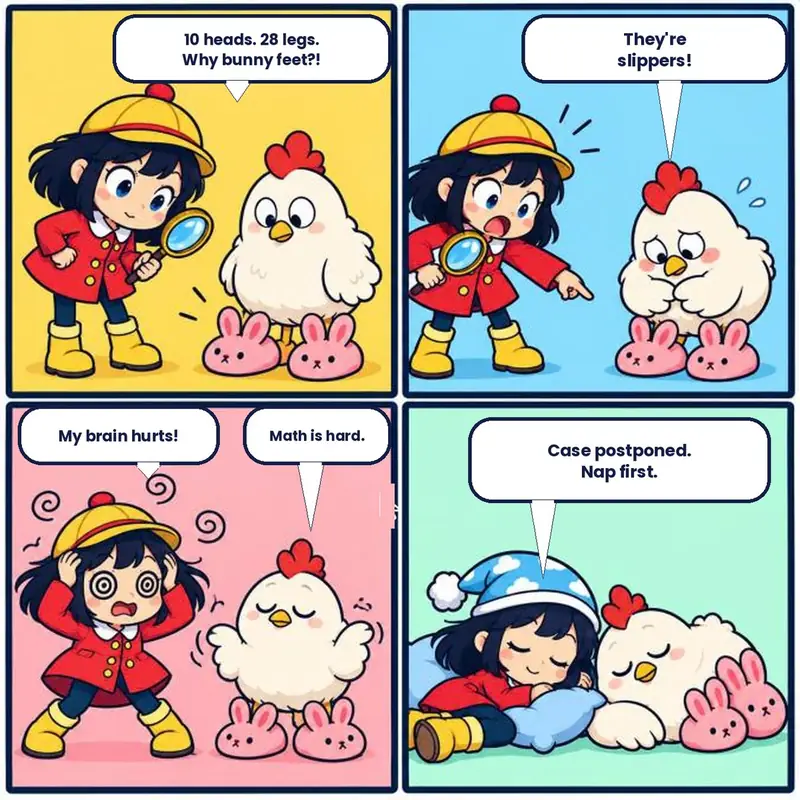 10 heads. 28 legs.
Why bunny feet?!
They're
slippers!
My brain hurts!
Math is hard.
Case postponed.
Nap first.